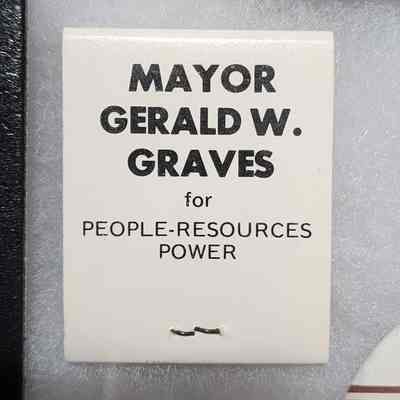 MAYOR
GERALD W.
GRAVES
for
PEOPLE-RESOURCES
POWER